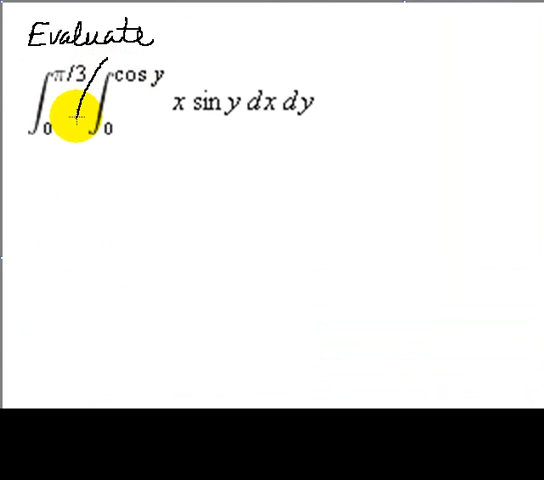 Evaluate
∫₀^{π/3} ∫₀^{cos y} x sin y dx dy